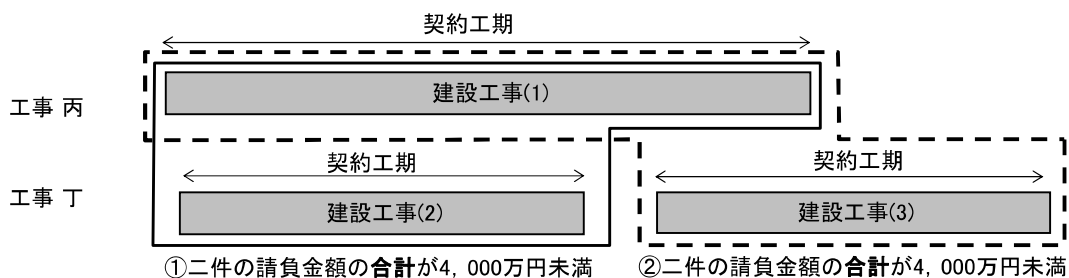 契約工期
工事 丙
建設工事(1)
契約工期
契約工期
工事 丁
建設工事(2)
建設工事(3)
①二件の請負金額の合計が4，000万円未満
②二件の請負金額の合計が4，000万円未満